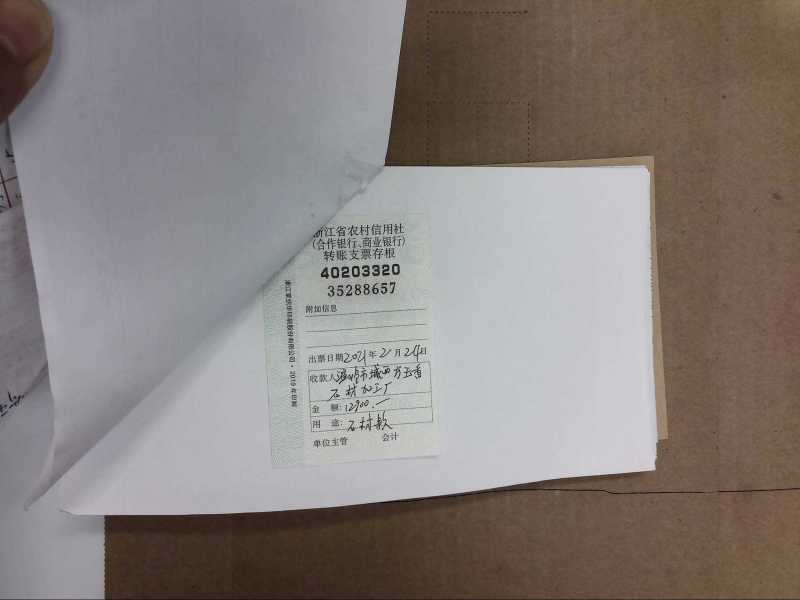 浙江省农村信用社
(合作银行、商业银行)
转账支票存根
40203320
35288657
附加信息
出票日期2021年2月24日
收款人
石材加工厂
金 额:12900.—
用 途:石材款
单位主管 会计